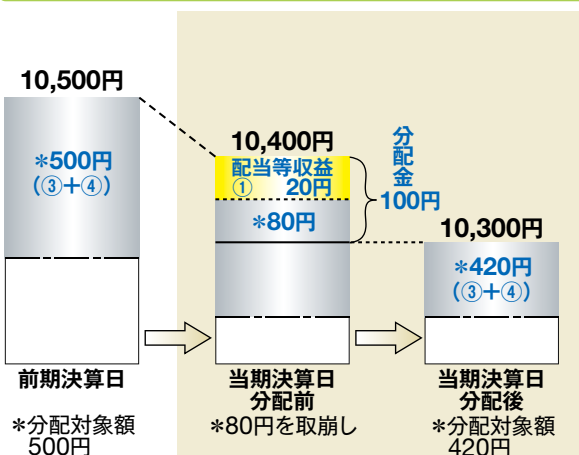 10,500円
*500円
(③+④)
前期決算日
*分配対象額
500円
10,400円
配当等収益
① 20円
*80円
分配金
100円
当期決算日
分配前
*80円を取崩し
10,300円
*420円
(③+④)
当期決算日
分配後
*分配対象額
420円